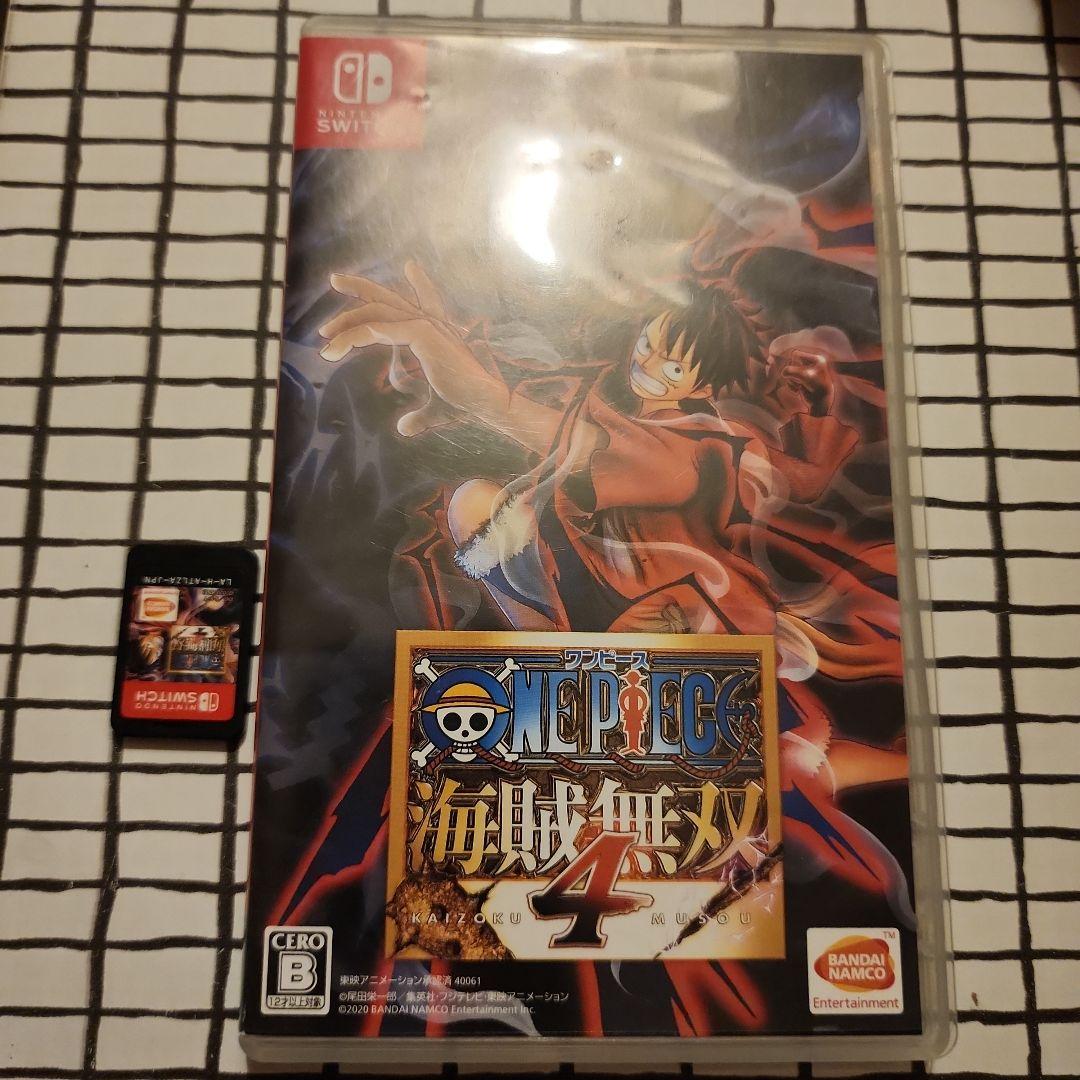 NINTENDO
SWITCH
ワンピース
ONE PIECE
海賊無双
4
KAIZOKU MUSOU
CERO
B
12才以上対象
東映アニメーション承認済 40061
©尾田栄一郎／集英社・フジテレビ・東映アニメーション
©2020 BANDAI NAMCO Entertainment Inc.
BANDAI
NAMCO
Entertainment
TM
LA-H-ATLZA-JPN
NINTENDO
SWITCH